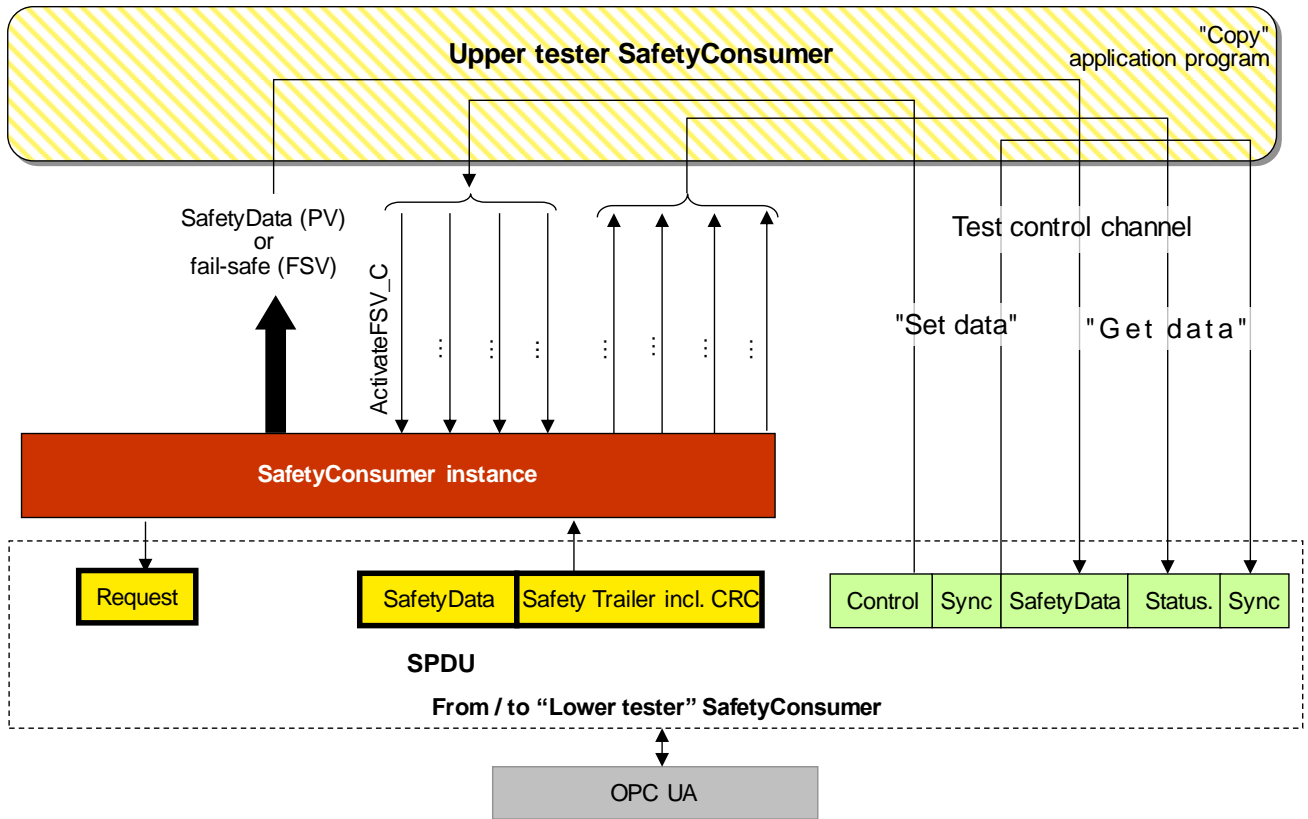 "Copy"
application program
Upper tester SafetyConsumer
SafetyData (PV)
or
fail-safe (FSV)
ActivateFSV_C
...
...
...
...
...
...
...
Test control channel
"Set data"
"Get data"
SafetyConsumer instance
Request
SafetyData
Safety Trailer incl. CRC
Control
Sync
SafetyData
Status.
Sync
SPDU
From / to “Lower tester” SafetyConsumer
OPC UA